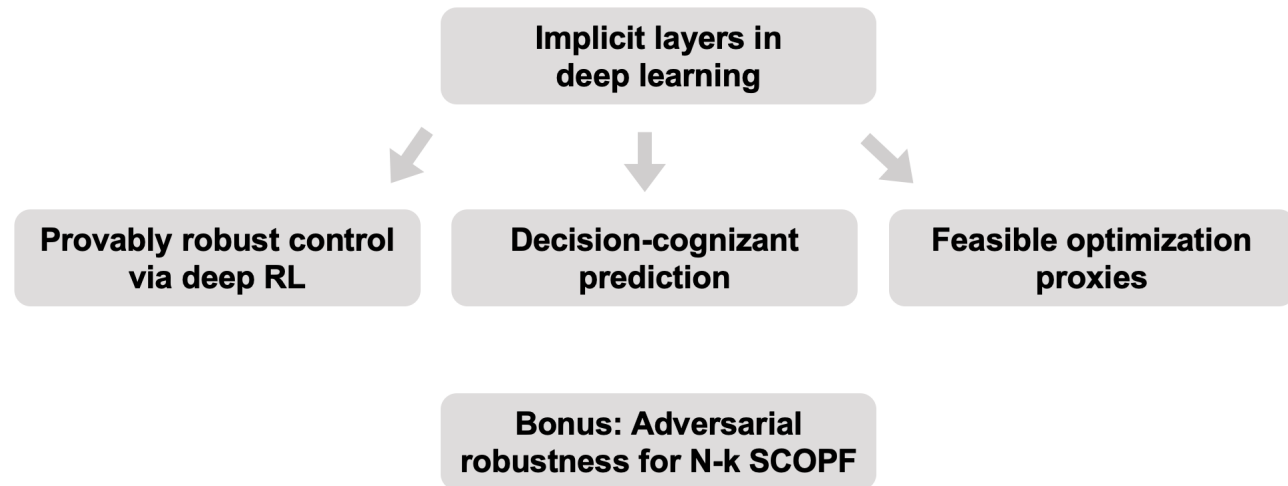 Implicit layers in
deep learning
Provably robust control
via deep RL
Decision-cognizant
prediction
Feasible optimization
proxies
Bonus: Adversarial
robustness for N-k SCOPF